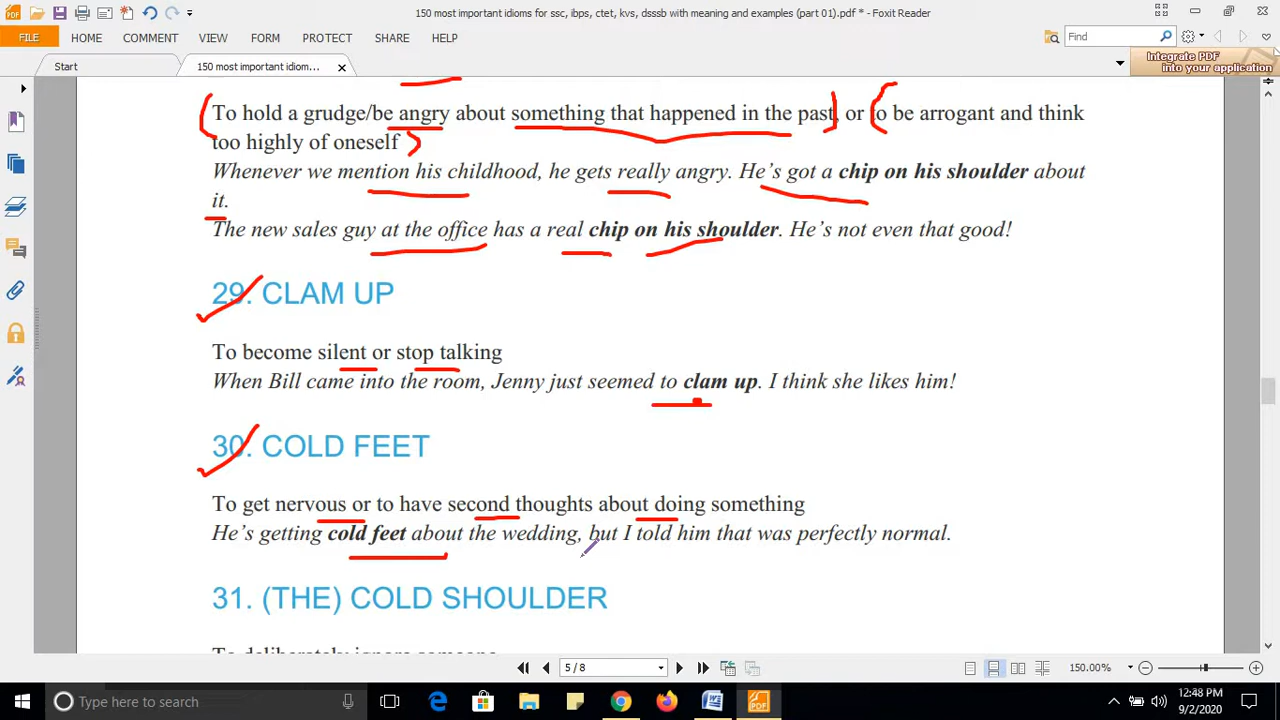 150 most important idioms for ssc, ibps, ctet, kvs, dsssb with meaning and examples (part 01).pdf * - Foxit Reader
FILE HOME COMMENT VIEW FORM PROTECT SHARE HELP
Find
Start
150 most important idiom...
Integrate PDF
into your application
To hold a grudge/be angry about something that happened in the past, or to be arrogant and think
too highly of oneself
Whenever we mention his childhood, he gets really angry. He's got a chip on his shoulder about
it.
The new sales guy at the office has a real chip on his shoulder. He's not even that good!
29. CLAM UP
To become silent or stop talking
When Bill came into the room, Jenny just seemed to clam up. I think she likes him!
30. COLD FEET
To get nervous or to have second thoughts about doing something
He's getting cold feet about the wedding, but I told him that was perfectly normal.
31. (THE) COLD SHOULDER
To deliberately ignore someone
5 / 8
150.00%
Type here to search
12:48 PM
9/2/2020